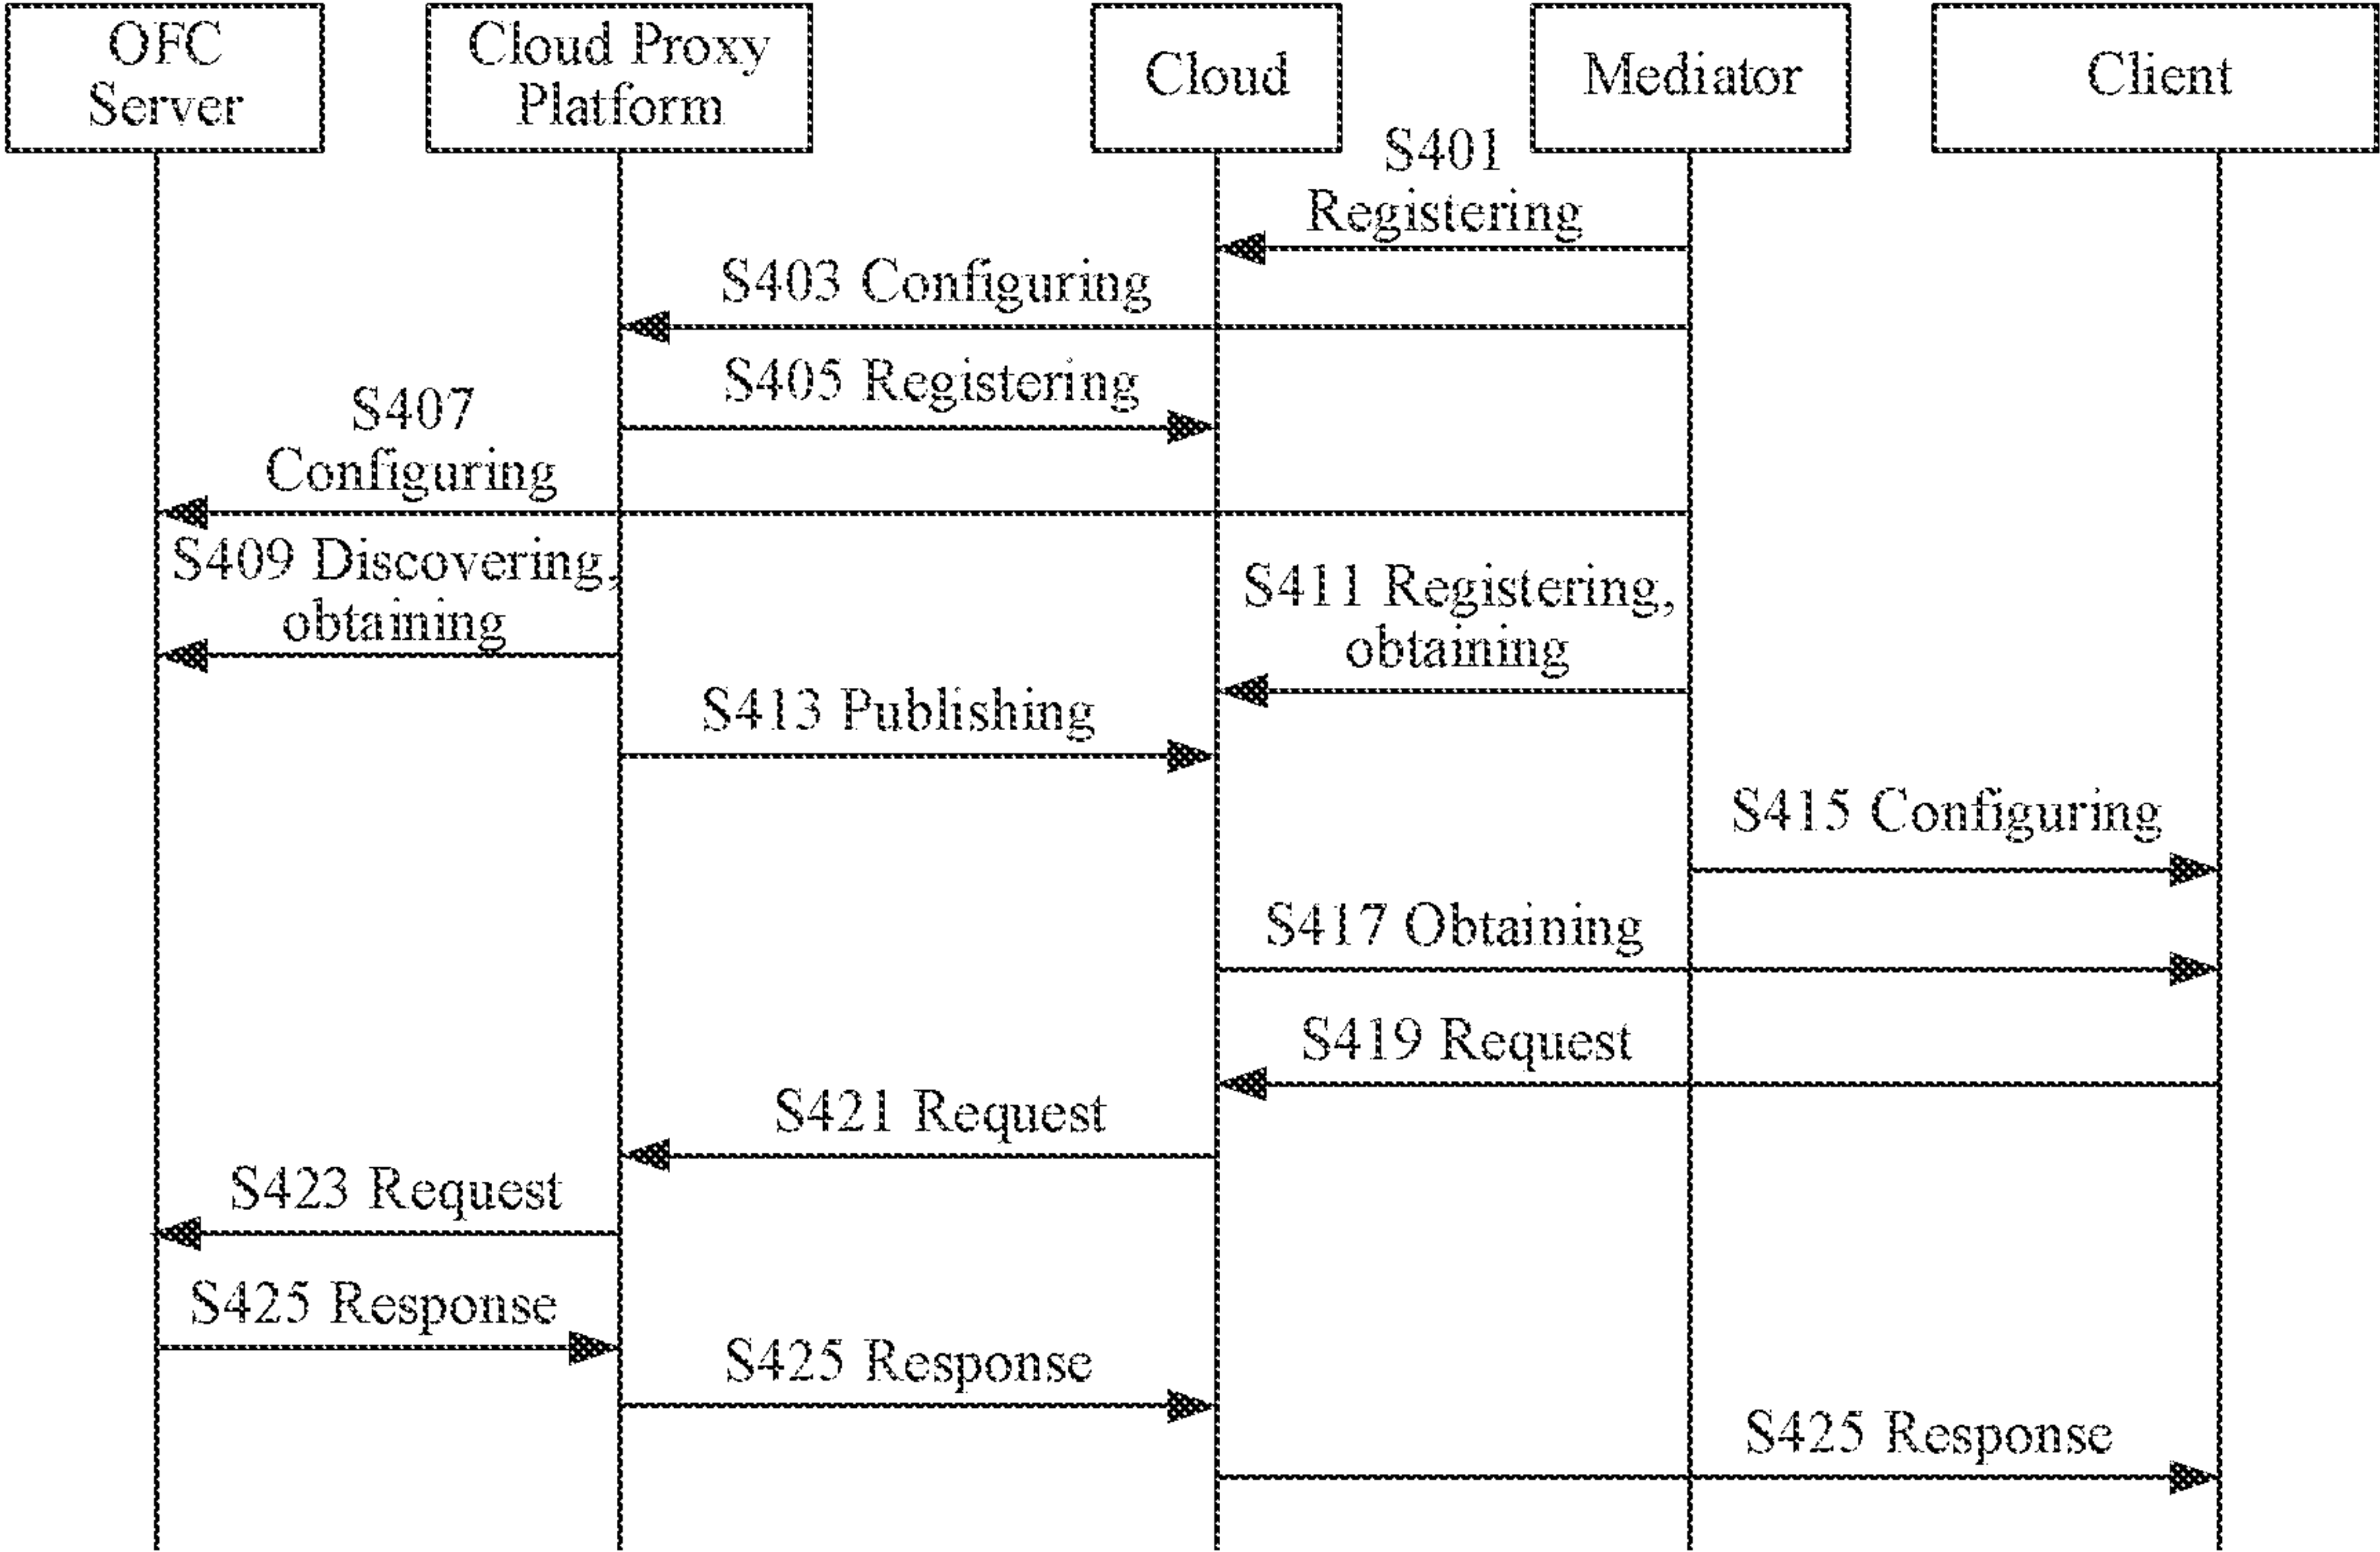 OFC
Server
Cloud Proxy
Platform
Cloud
Mediator
Client
S401
Registering
S403 Configuring
S405 Registering
S407
Configuring
S409 Discovering,
obtaining
S411 Registering,
obtaining
S413 Publishing
S415 Configuring
S417 Obtaining
S419 Request
S421 Request
S423 Request
S425 Response
S425 Response
S425 Response